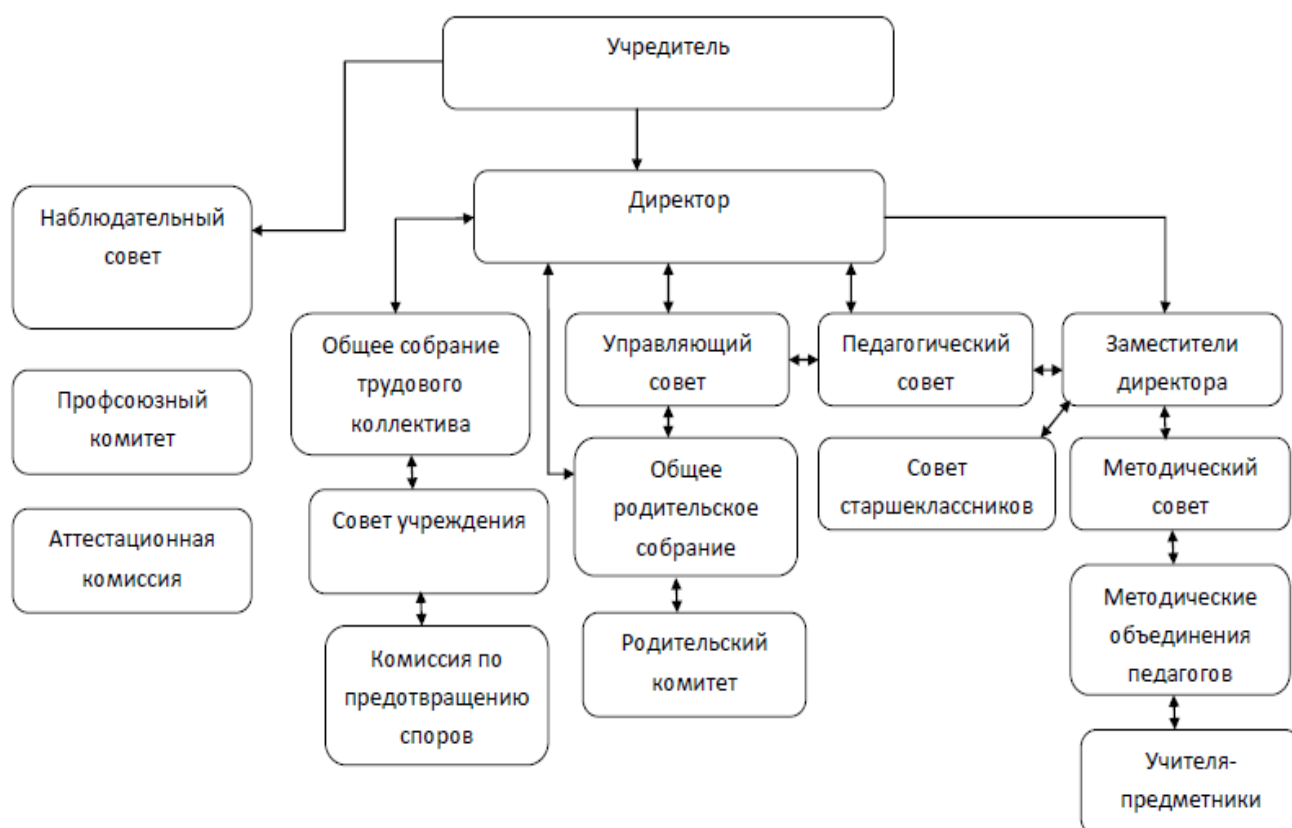 Учредитель
Директор
Наблюдательный
совет
Общее собрание
трудового
коллектива
Управляющий
совет
Педагогический
совет
Заместители
директора
Профсоюзный
комитет
Общее
родительское
собрание
Совет
старшеклассников
Методический
совет
Аттестационная
комиссия
Совет учреждения
Методические
объединения
педагогов
Комиссия по
предотвращению
споров
Родительский
комитет
Учителя-
предметники